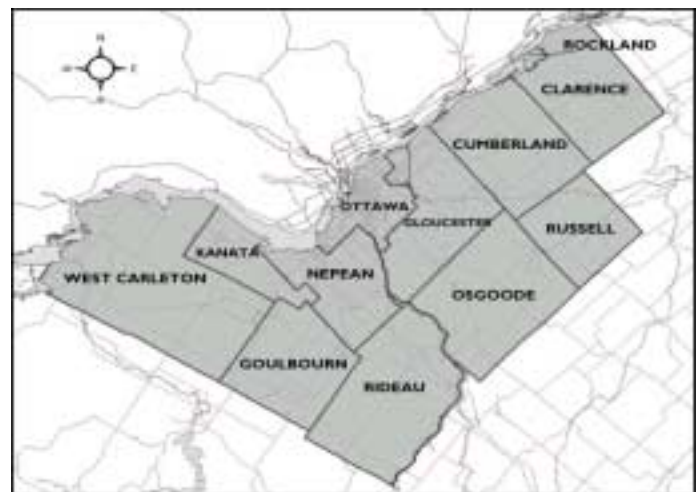 N
ROCKLAND
CLARENCE
CUMBERLAND
OTTAWA
GLOUCESTER
RUSSELL
KANATA
NEPEAN
WEST CARLETON
OSGOODE
GOULBOURN
RIDEAU